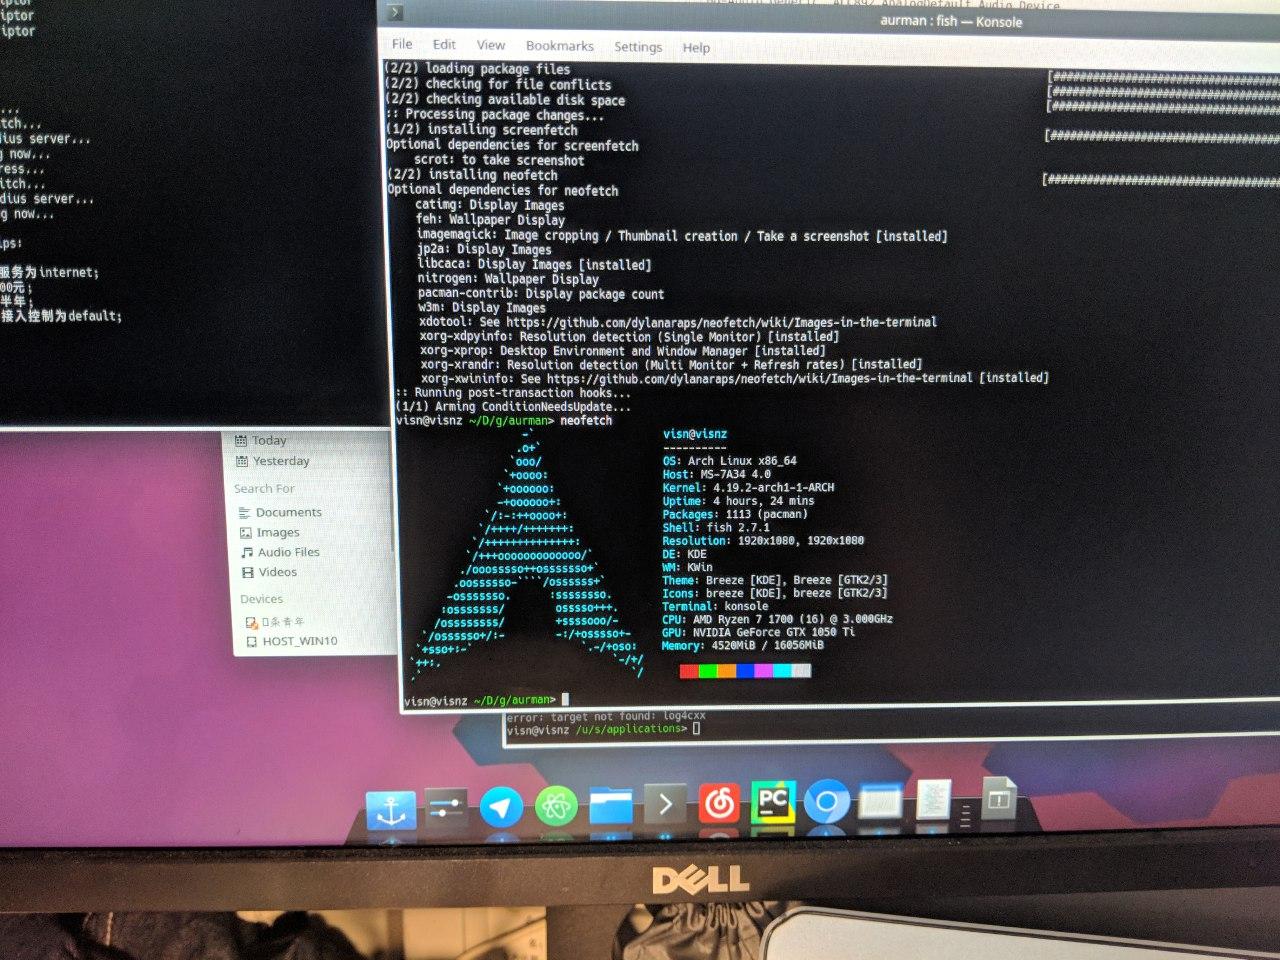 iptor
iptor
iptor
...
tch...
dius server...
g now...
ress...
itch...
dius server...
g now...
ips:
服务为internet;
00元;
半年;
接入控制为default;
aurman : fish — Konsole
File Edit View Bookmarks Settings Help
(2/2) loading package files
(2/2) checking for file conflicts
(2/2) checking available disk space
:: Processing package changes...
(1/2) installing screenfetch
Optional dependencies for screenfetch
scrot: to take screenshot
(2/2) installing neofetch
Optional dependencies for neofetch
catimg: Display Images
feh: Wallpaper Display
imagemagick: Image cropping / Thumbnail creation / Take a screenshot [installed]
jp2a: Display Images
libcaca: Display Images [installed]
nitrogen: Wallpaper Display
pacman-contrib: Display package count
w3m: Display Images
xdotool: See https://github.com/dylanaraps/neofetch/wiki/Images-in-the-terminal
xorg-xdpyinfo: Resolution detection (Single Monitor) [installed]
xorg-xprop: Desktop Environment and Window Manager [installed]
xorg-xrandr: Resolution detection (Multi Monitor + Refresh rates) [installed]
xorg-xwininfo: See https://github.com/dylanaraps/neofetch/wiki/Images-in-the-terminal [installed]
:: Running post-transaction hooks...
(1/1) Arming ConditionNeedsUpdate...
visn@visnz ~/D/g/aurman> neofetch
visn@visnz
----------
OS: Arch Linux x86_64
Host: MS-7A34 4.0
Kernel: 4.19.2-arch1-1-ARCH
Uptime: 4 hours, 24 mins
Packages: 1113 (pacman)
Shell: fish 2.7.1
Resolution: 1920x1080, 1920x1080
DE: KDE
WM: KWin
Theme: Breeze [KDE], Breeze [GTK2/3]
Icons: breeze [KDE], breeze [GTK2/3]
Terminal: konsole
CPU: AMD Ryzen 7 1700 (16) @ 3.000GHz
GPU: NVIDIA GeForce GTX 1050 Ti
Memory: 4520MiB / 16056MiB
visn@visnz ~/D/g/aurman>
error: target not found: log4cxx
visn@visnz /u/s/applications>
Today
Yesterday
Search For
Documents
Images
Audio Files
Videos
Devices
HOST_WIN10
PC
DELL